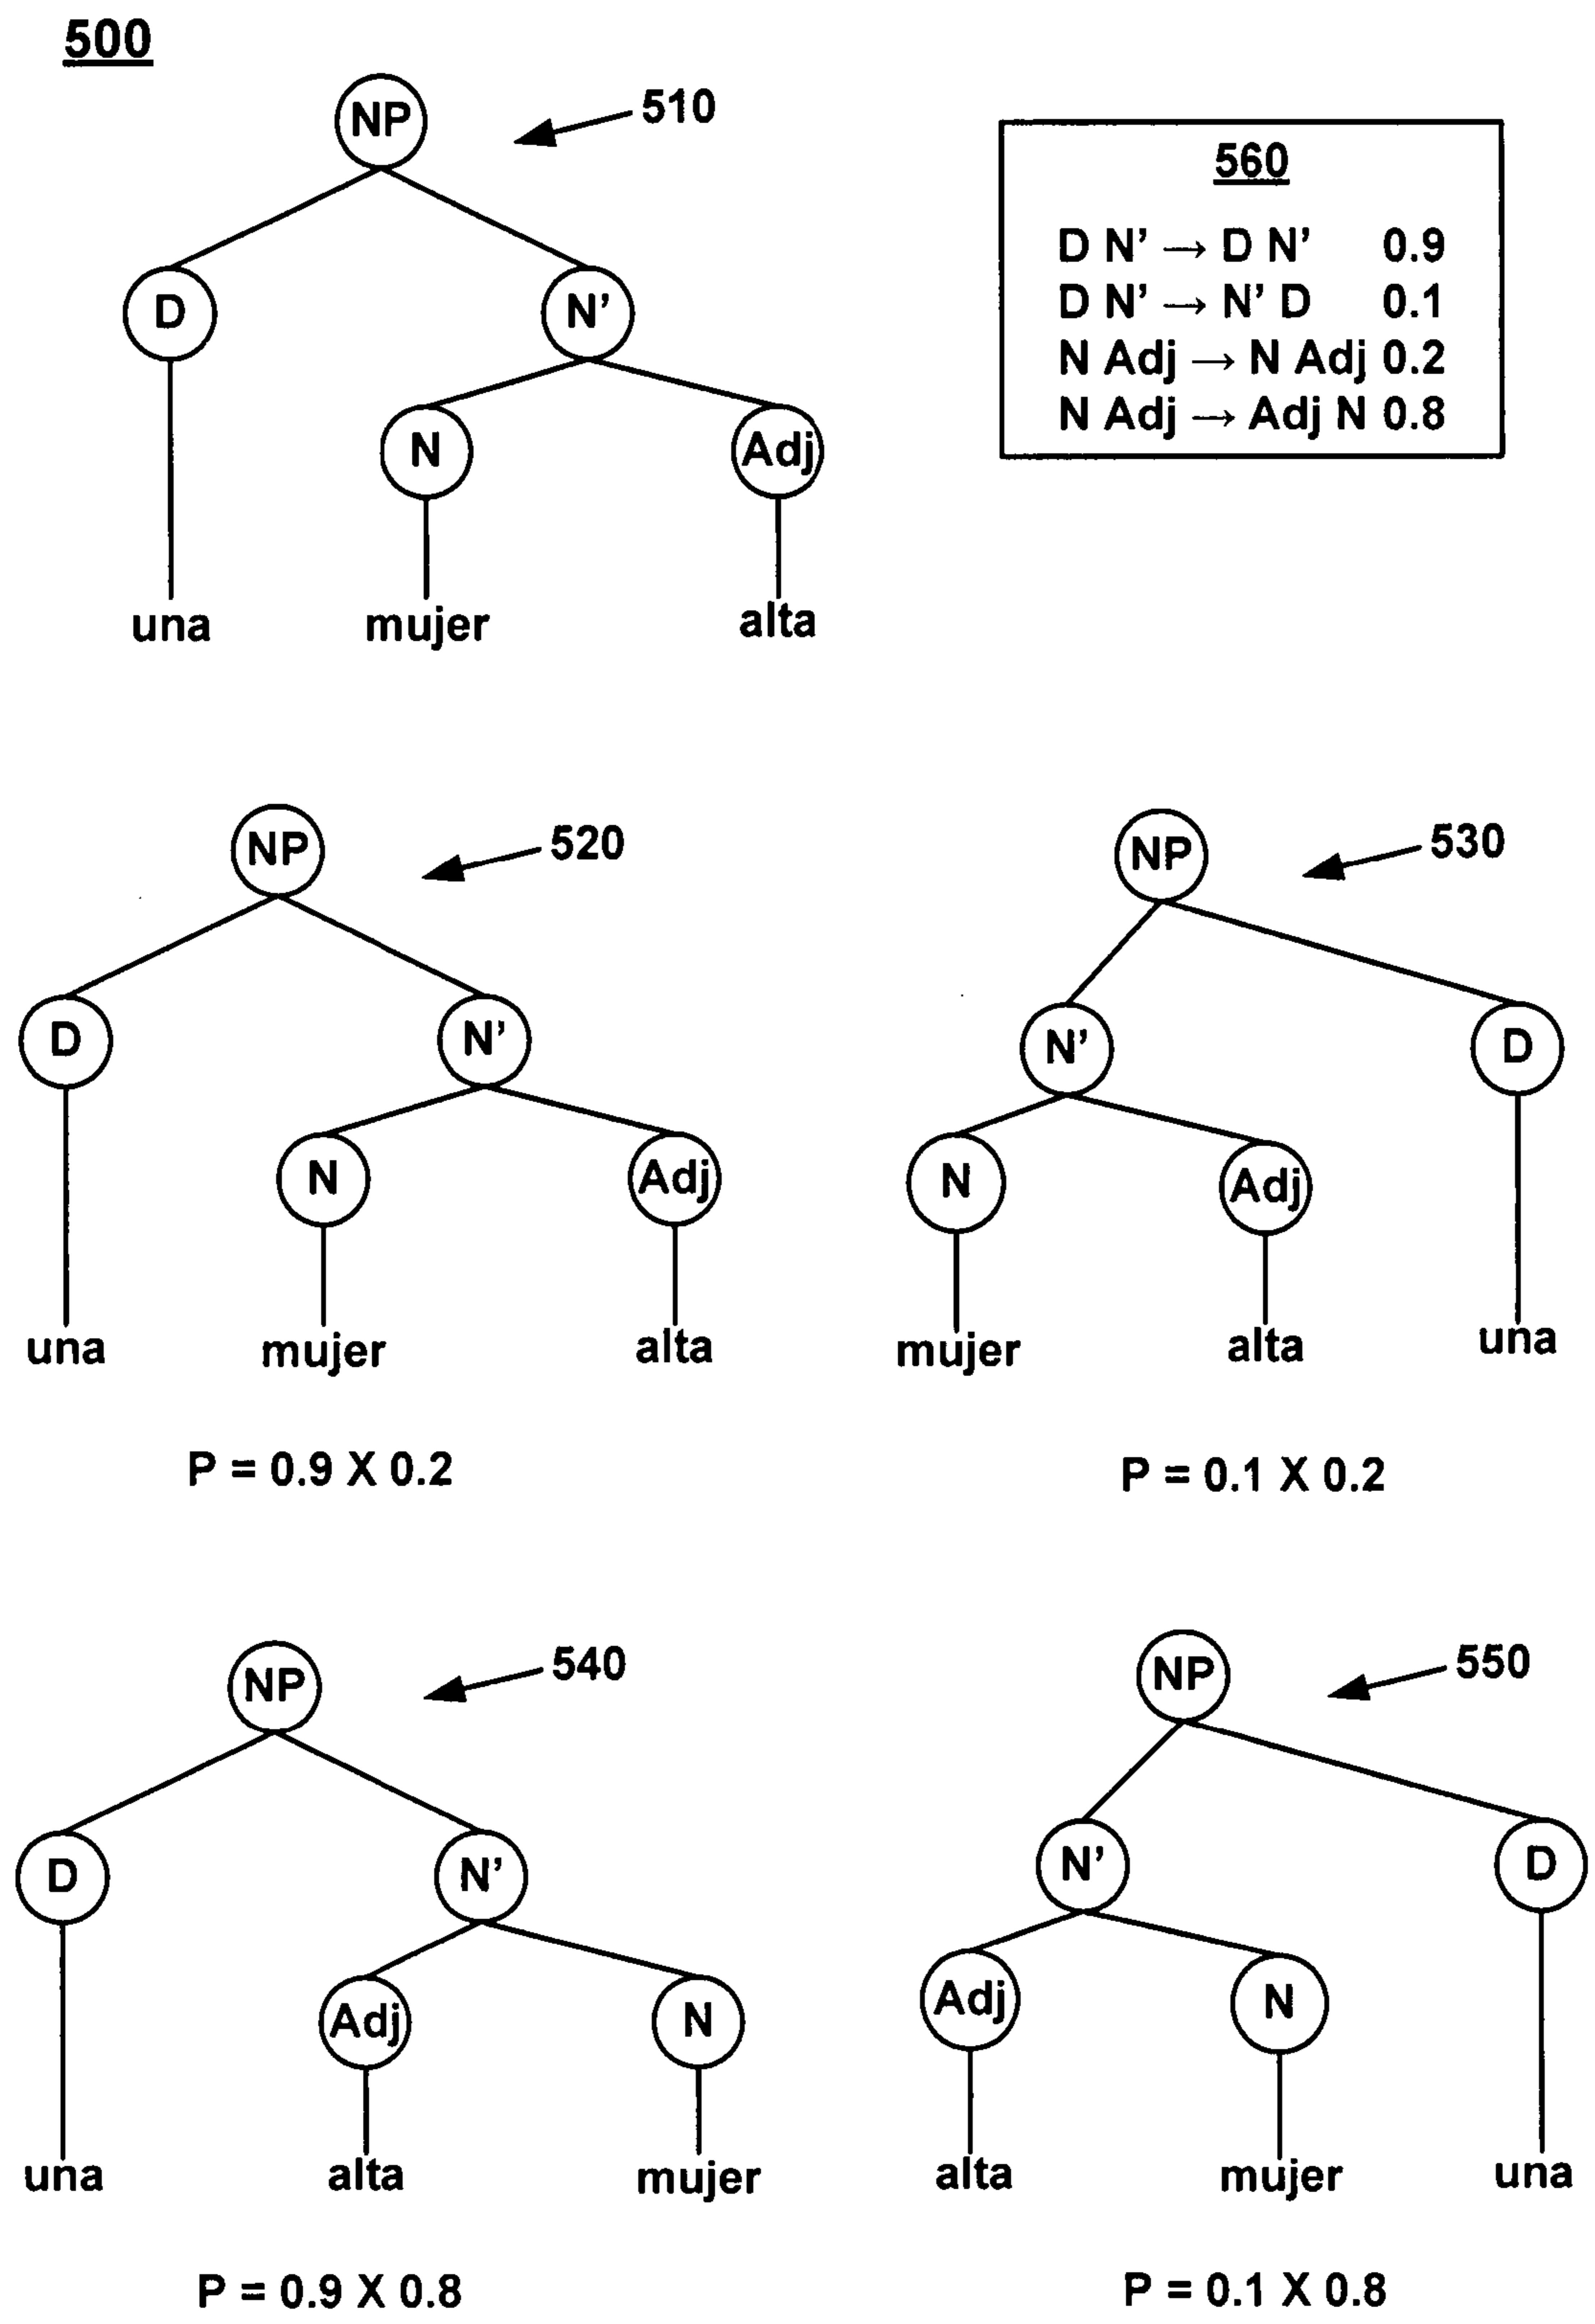 500
510
NP
560
D N’ → D N’ 0.9
D N’ → N’ D 0.1
N Adj → N Adj 0.2
N Adj → Adj N 0.8
D N’
N Adj
una mujer alta
520
NP
D N’
N Adj
una mujer alta
P = 0.9 X 0.2
530
NP
N’ D
N Adj
mujer alta una
P = 0.1 X 0.2
540
NP
D N’
Adj N
una alta mujer
P = 0.9 X 0.8
550
NP
N’ D
Adj N
alta mujer una
P = 0.1 X 0.8